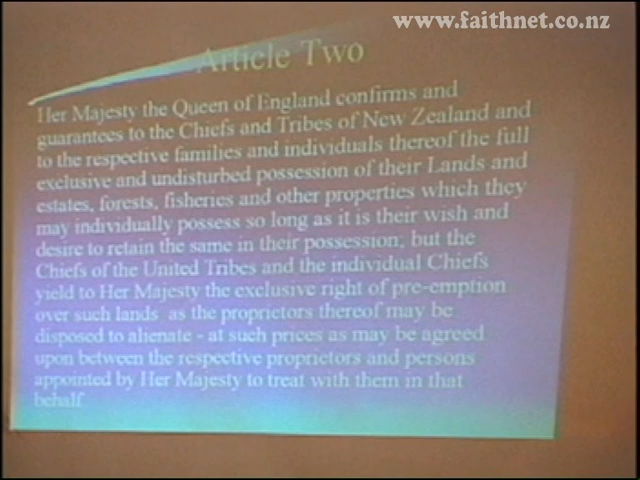 www.faithnet.co.nz
Article Two
Her Majesty the Queen of England confirms and
guarantees to the Chiefs and Tribes of New Zealand and
to the respective families and individuals thereof the full
exclusive and undisturbed possession of their Lands and
estates, forests, fisheries and other properties which they
may individually possess so long as it is their wish and
desire to retain the same in their possession; but the
Chiefs of the United Tribes and the individual Chiefs
yield to Her Majesty the exclusive right of pre-emption
over such lands as the proprietors thereof may be
disposed to alienate - at such prices as may be agreed
upon between the respective proprietors and persons
appointed by Her Majesty to treat with them in that
behalf